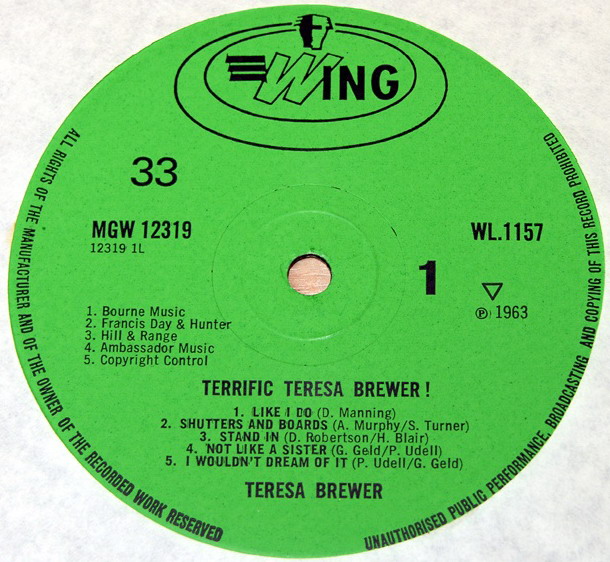 WING
33
MGW 12319
12319 1L
WL.1157
1
℗ 1963
1. Bourne Music
2. Francis Day & Hunter
3. Hill & Range
4. Ambassador Music
5. Copyright Control
TERRIFIC TERESA BREWER!
1. LIKE I DO (D. Manning)
2. SHUTTERS AND BOARDS (A. Murphy/S. Turner)
3. STAND IN (D. Robertson/H. Blair)
4. NOT LIKE A SISTER (G. Geld/P. Udell)
5. I WOULDN'T DREAM OF IT (P. Udell/G. Geld)
TERESA BREWER
ALL RIGHTS OF THE MANUFACTURER AND OF THE OWNER OF THE RECORDED WORK RESERVED
UNAUTHORISED PUBLIC PERFORMANCE, BROADCASTING AND COPYING OF THIS RECORD PROHIBITED